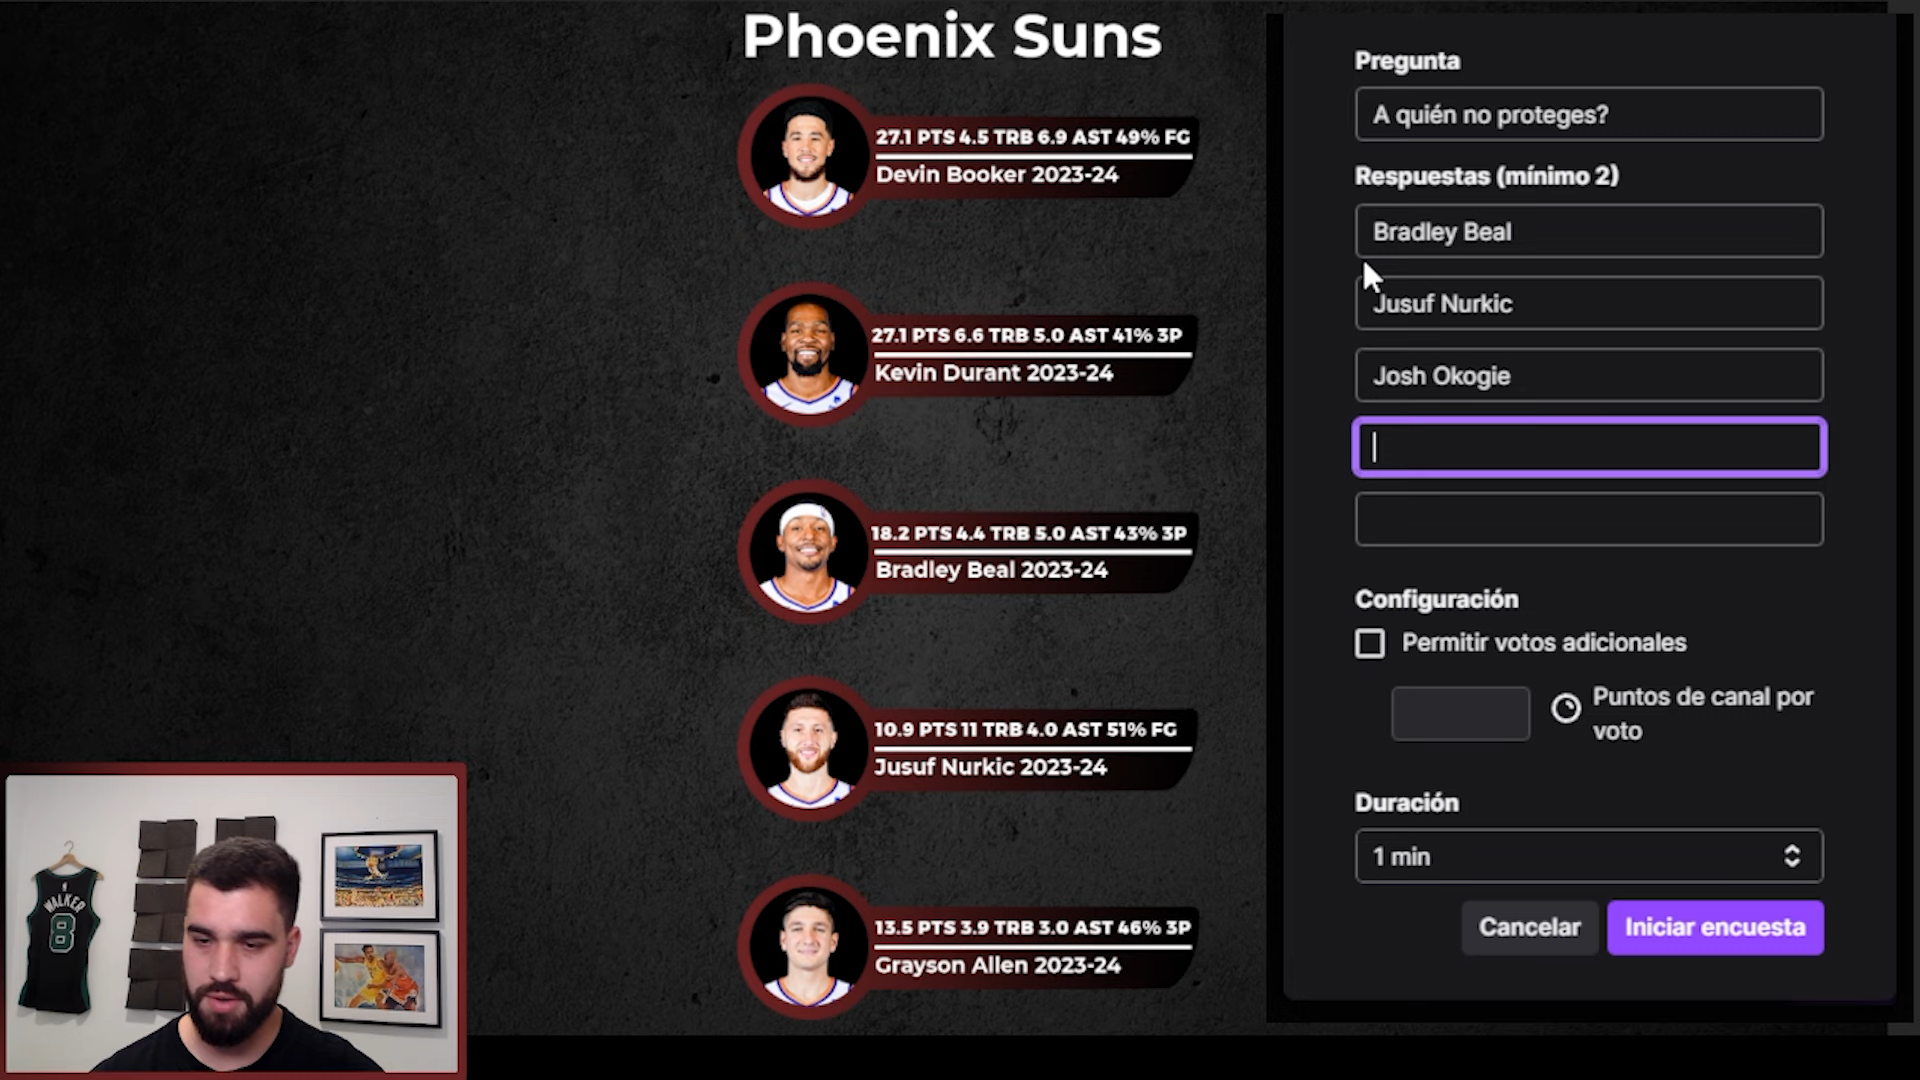 Phoenix Suns
27.1 PTS 4.5 TRB 6.9 AST 49% FG
Devin Booker 2023-24
27.1 PTS 6.6 TRB 5.0 AST 41% 3P
Kevin Durant 2023-24
18.2 PTS 4.4 TRB 5.0 AST 43% 3P
Bradley Beal 2023-24
10.9 PTS 11 TRB 4.0 AST 51% FG
Jusuf Nurkic 2023-24
13.5 PTS 3.9 TRB 3.0 AST 46% 3P
Grayson Allen 2023-24
Pregunta
A quién no proteges?
Respuestas (mínimo 2)
Bradley Beal
Jusuf Nurkic
Josh Okogie
Configuración
Permitir votos adicionales
Puntos de canal por
voto
Duración
1 min
Cancelar
Iniciar encuesta
WALKER
8